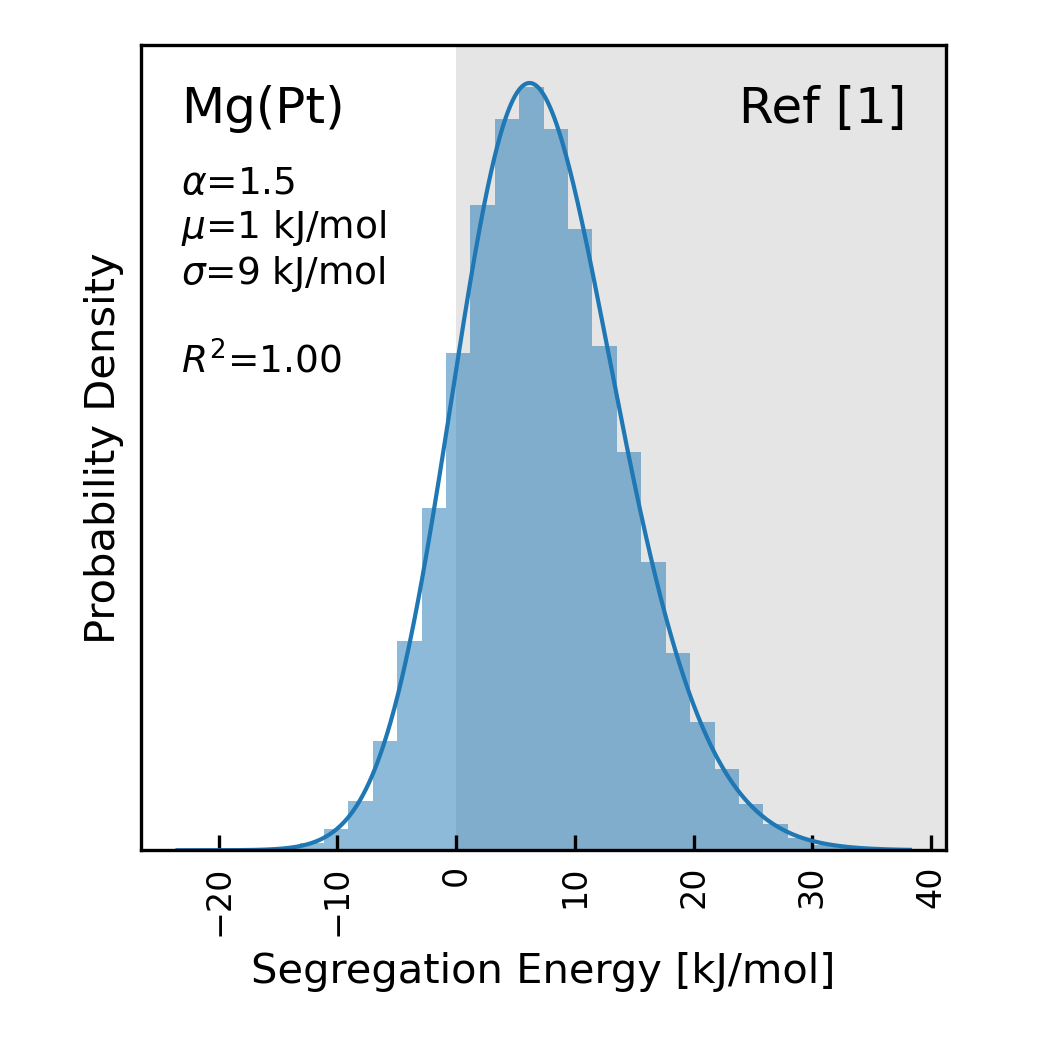 Mg(Pt)
Ref [1]
α=1.5
μ=1 kJ/mol
σ=9 kJ/mol
R²=1.00
Probability Density
−20
−10
0
10
20
30
40
Segregation Energy [kJ/mol]